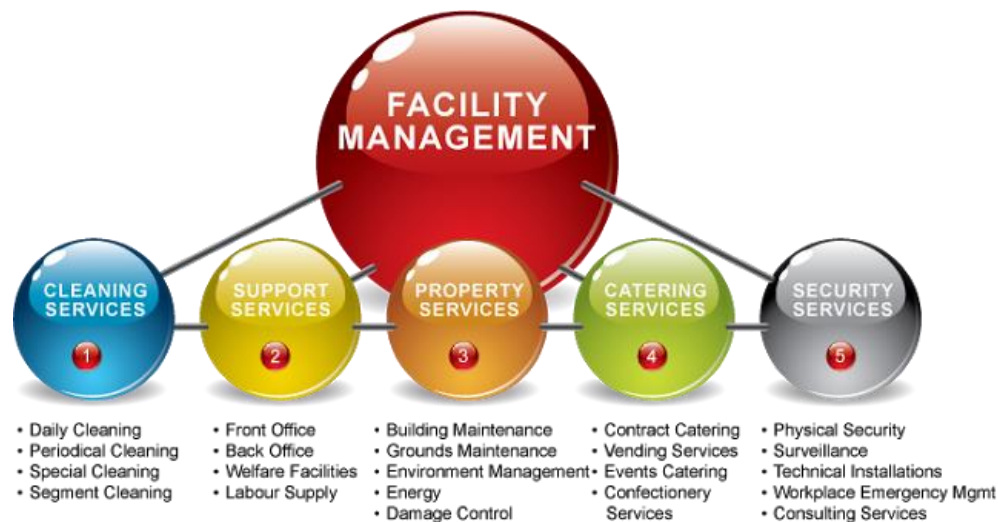 FACILITY
MANAGEMENT
CLEANING
SERVICES
1
SUPPORT
SERVICES
2
PROPERTY
SERVICES
3
CATERING
SERVICES
4
SECURITY
SERVICES
5
• Daily Cleaning
• Periodical Cleaning
• Special Cleaning
• Segment Cleaning
• Front Office
• Back Office
• Welfare Facilities
• Labour Supply
• Building Maintenance
• Grounds Maintenance
• Environment Management
• Energy
• Damage Control
• Contract Catering
• Vending Services
• Events Catering
• Confectionery
Services
• Physical Security
• Surveillance
• Technical Installations
• Workplace Emergency Mgmt
• Consulting Services